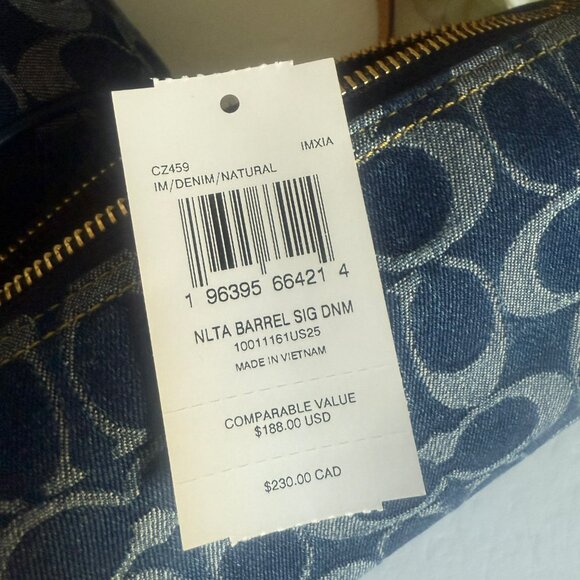 IMXIA
CZ459
IM/DENIM/NATURAL
1 96395 66421 4
NLTA BARREL SIG DNM
10011161US25
MADE IN VIETNAM
COMPARABLE VALUE
$188.00 USD
$230.00 CAD